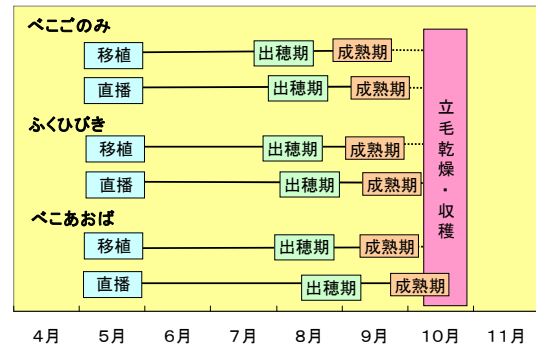 べこごのみ
移植 出穂期 成熟期
直播 出穂期 成熟期
ふくひびき
移植 出穂期 成熟期
直播 出穂期 成熟期
べこあおば
移植 出穂期 成熟期
直播 出穂期 成熟期
立毛乾燥・収穫
4月 5月 6月 7月 8月 9月 10月 11月